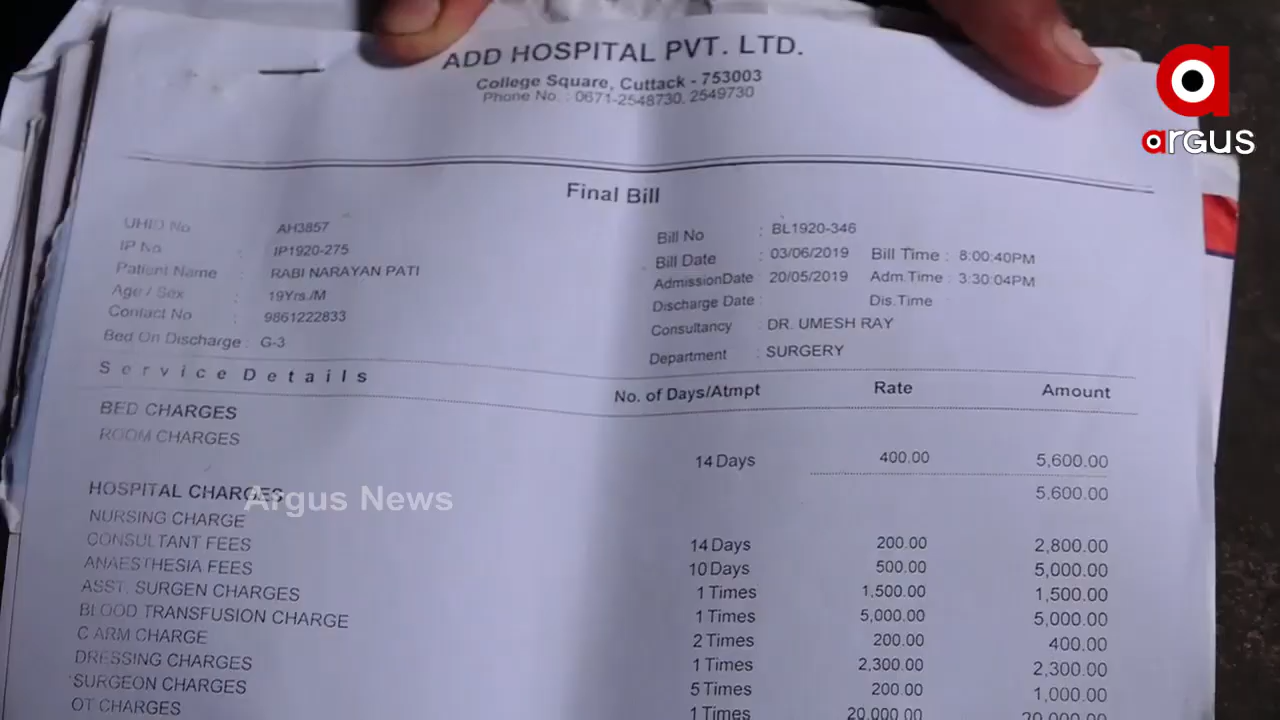 ADD HOSPITAL PVT. LTD.
College Square, Cuttack - 753003
Phone No. : 0671-2548730, 2549730
argus
Final Bill
UHID No AH3857
IP No : IP1920-275
Patient Name : RABI NARAYAN PATI
Age / Sex : 19Yrs./M
Contact No : 9861222833
Bed On Discharge : G-3
Bill No : BL1920-346
Bill Date : 03/06/2019 Bill Time : 8:00:40PM
AdmissionDate : 20/05/2019 Adm.Time : 3:30:04PM
Discharge Date : Dis.Time
Consultancy : DR. UMESH RAY
Department : SURGERY
Service Details No. of Days/Atmpt Rate Amount
BED CHARGES
ROOM CHARGES 14 Days 400.00 5,600.00
5,600.00
HOSPITAL CHARGES
Argus News
NURSING CHARGE 14 Days 200.00 2,800.00
CONSULTANT FEES 10 Days 500.00 5,000.00
ANAESTHESIA FEES 1 Times 1,500.00 1,500.00
ASST. SURGEN CHARGES 1 Times 5,000.00 5,000.00
BLOOD TRANSFUSION CHARGE 2 Times 200.00 400.00
C ARM CHARGE 1 Times 2,300.00 2,300.00
DRESSING CHARGES 5 Times 200.00 1,000.00
SURGEON CHARGES 1 Times 20,000.00 20,000.00
OT CHARGES